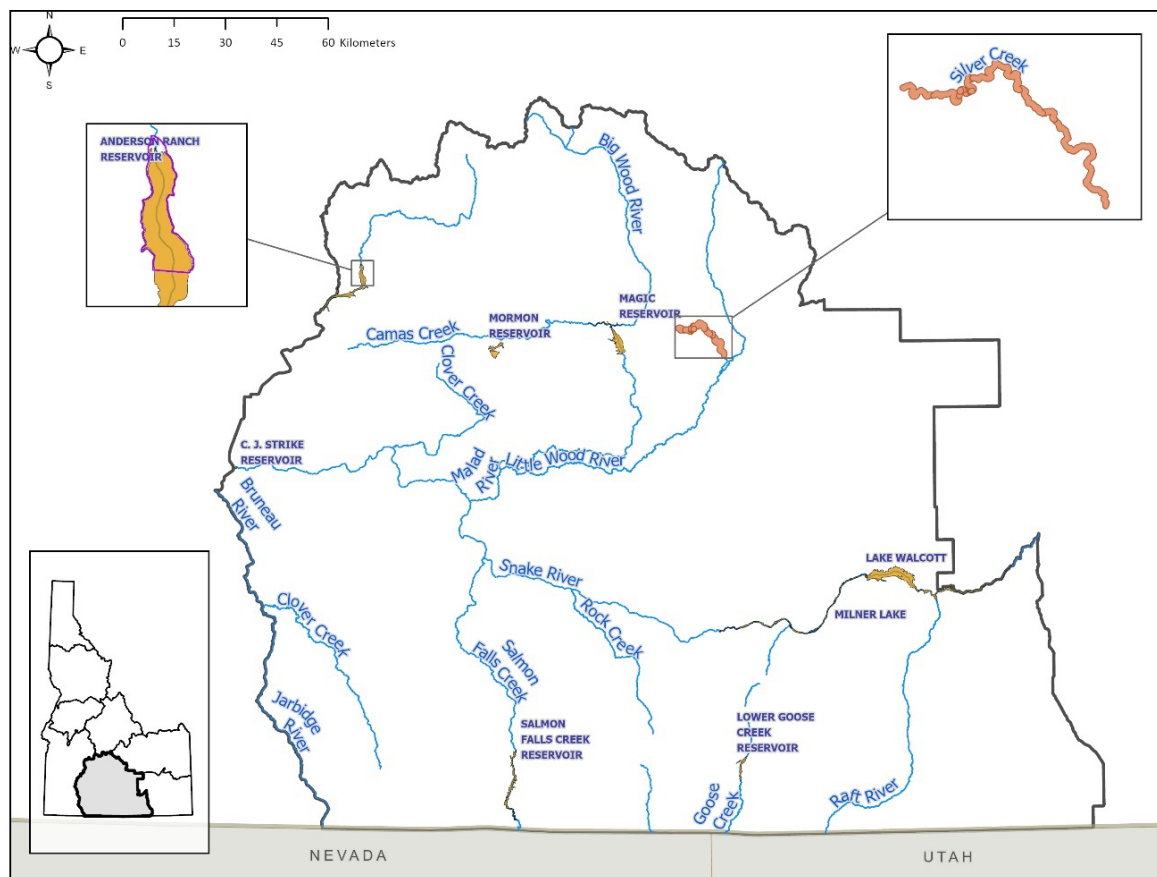 N
W
E
S
0 15 30 45 60 Kilometers
Silver Creek
ANDERSON RANCH
RESERVOIR
Big Wood River
MAGIC
RESERVOIR
MORMON
RESERVOIR
Camas Creek
Clover Creek
C. J. STRIKE
RESERVOIR
Malad
River
Little Wood River
Bruneau
River
Snake River
LAKE WALCOTT
MILNER LAKE
Clover Creek
Rock Creek
Salmon
Falls Creek
Jarbidge
River
SALMON
FALLS CREEK
RESERVOIR
LOWER GOOSE
CREEK
RESERVOIR
Goose
Creek
Raft River
NEVADA
UTAH